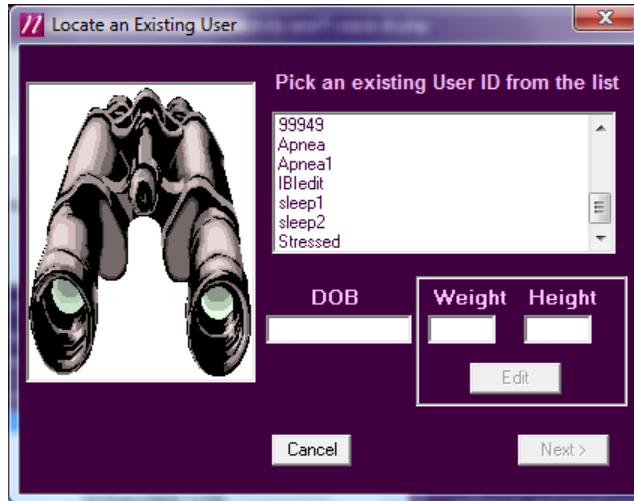 Locate an Existing User
Pick an existing User ID from the list
99949
Apnea
Apnea1
IBIedit
sleep1
sleep2
Stressed
DOB
Weight Height
Edit
Cancel
Next >